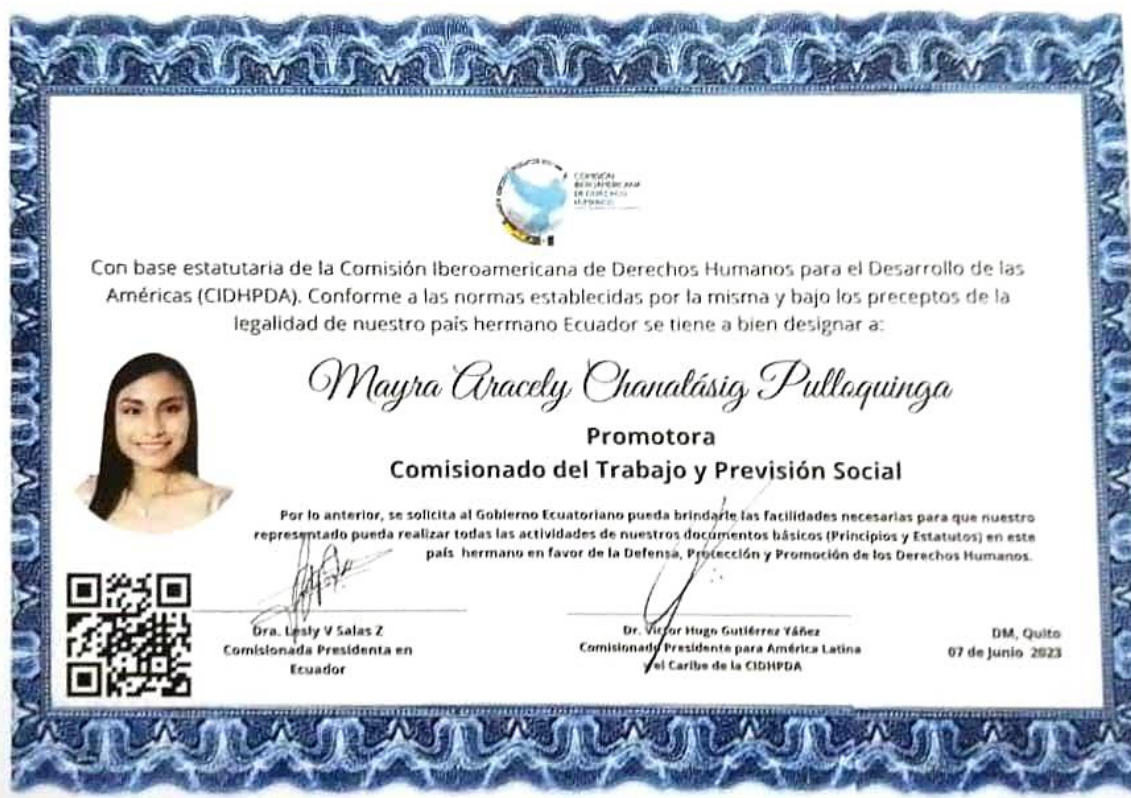 COMISIÓN
IBEROAMERICANA
DE DERECHOS
HUMANOS
Con base estatutaria de la Comisión Iberoamericana de Derechos Humanos para el Desarrollo de las
Américas (CIDHPDA). Conforme a las normas establecidas por la misma y bajo los preceptos de la
legalidad de nuestro país hermano Ecuador se tiene a bien designar a:
Mayra Aracely Chanatásig Pulloquinga
Promotora
Comisionado del Trabajo y Previsión Social
Por lo anterior, se solicita al Gobierno Ecuatoriano pueda brindarle las facilidades necesarias para que nuestro
representado pueda realizar todas las actividades de nuestros documentos básicos (Principios y Estatutos) en este
país hermano en favor de la Defensa, Protección y Promoción de los Derechos Humanos.
Dra. Lesly V Salas Z
Comisionada Presidenta en
Ecuador
Dr. Victor Hugo Gutiérrez Yáñez
Comisionado Presidente para América Latina
y el Caribe de la CIDHPDA
DM, Quito
07 de Junio 2023